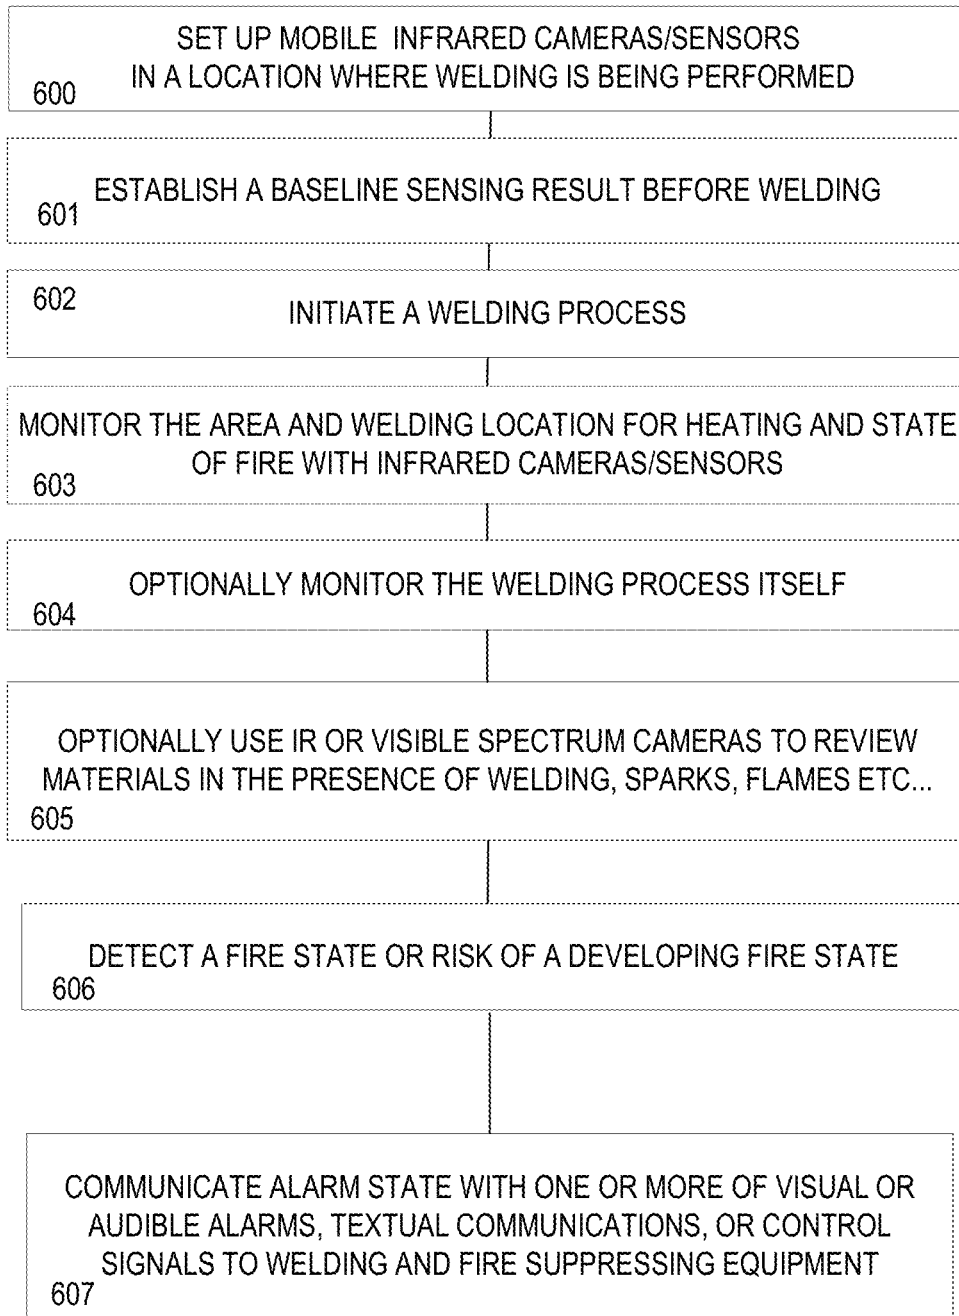 SET UP MOBILE INFRARED CAMERAS/SENSORS
IN A LOCATION WHERE WELDING IS BEING PERFORMED
600
ESTABLISH A BASELINE SENSING RESULT BEFORE WELDING
601
602
INITIATE A WELDING PROCESS
MONITOR THE AREA AND WELDING LOCATION FOR HEATING AND STATE
OF FIRE WITH INFRARED CAMERAS/SENSORS
603
OPTIONALLY MONITOR THE WELDING PROCESS ITSELF
604
OPTIONALLY USE IR OR VISIBLE SPECTRUM CAMERAS TO REVIEW
MATERIALS IN THE PRESENCE OF WELDING, SPARKS, FLAMES ETC...
605
DETECT A FIRE STATE OR RISK OF A DEVELOPING FIRE STATE
606
COMMUNICATE ALARM STATE WITH ONE OR MORE OF VISUAL OR
AUDIBLE ALARMS, TEXTUAL COMMUNICATIONS, OR CONTROL
SIGNALS TO WELDING AND FIRE SUPPRESSING EQUIPMENT
607